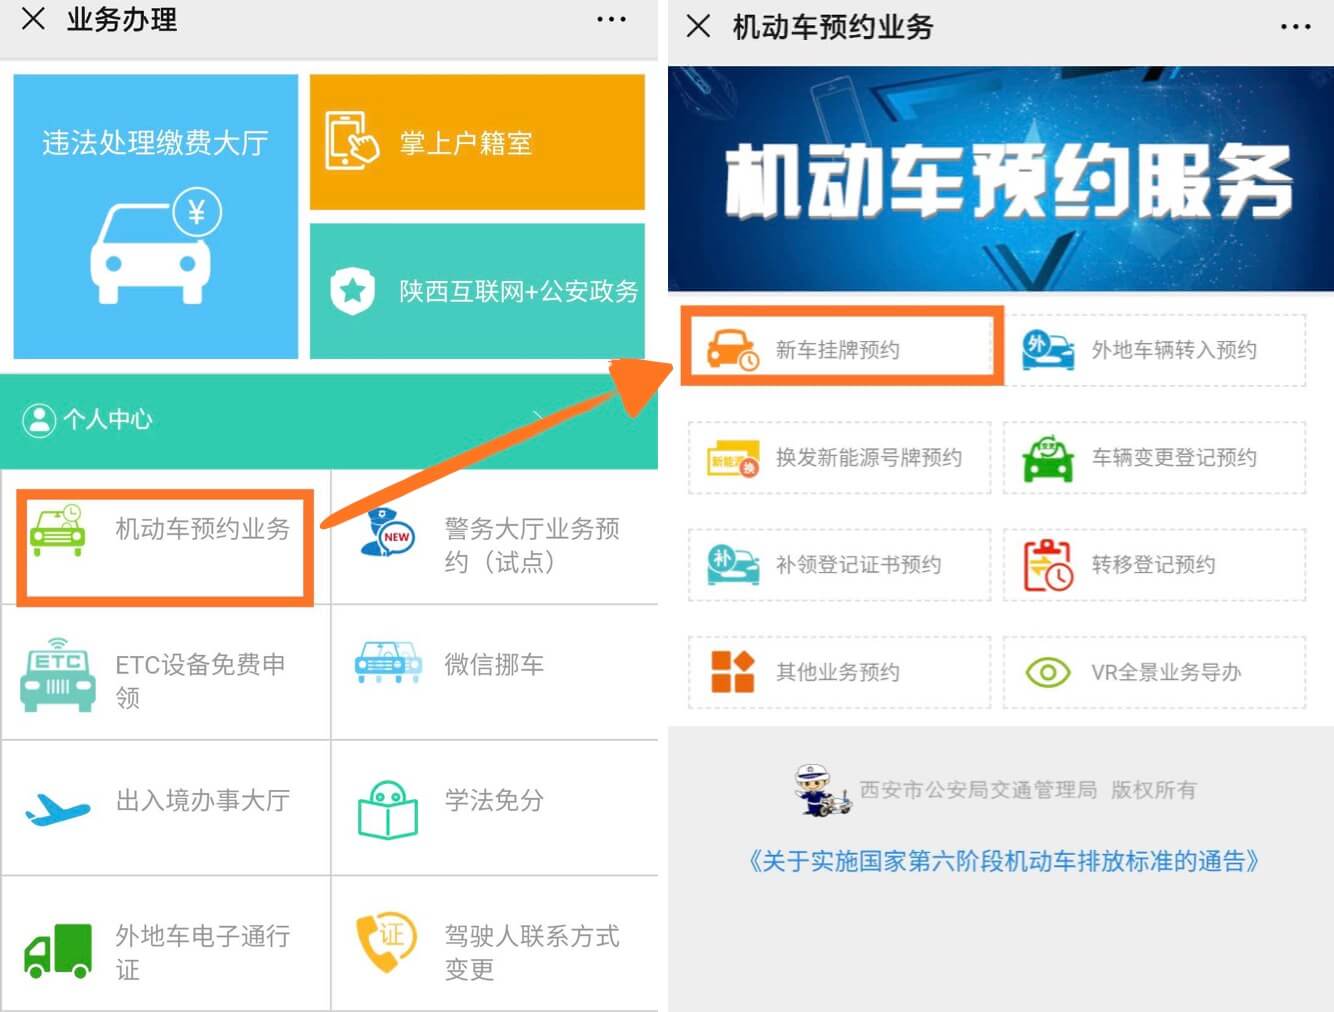 业务办理
违法处理缴费大厅
¥
掌上户籍室
陕西互联网+公安政务
个人中心
机动车预约业务
NEW
警务大厅业务预
约（试点）
ETC
ETC设备免费申
领
微信挪车
出入境办事大厅
学法免分
外地车电子通行
证
证
驾驶人联系方式
变更
机动车预约业务
机动车预约服务
新车挂牌预约
外
外地车辆转入预约
新能源
换
换发新能源号牌预约
变更
车辆变更登记预约
补
补领登记证书预约
转移登记预约
其他业务预约
VR全景业务导办
西安市公安局交通管理局 版权所有
《关于实施国家第六阶段机动车排放标准的通告》